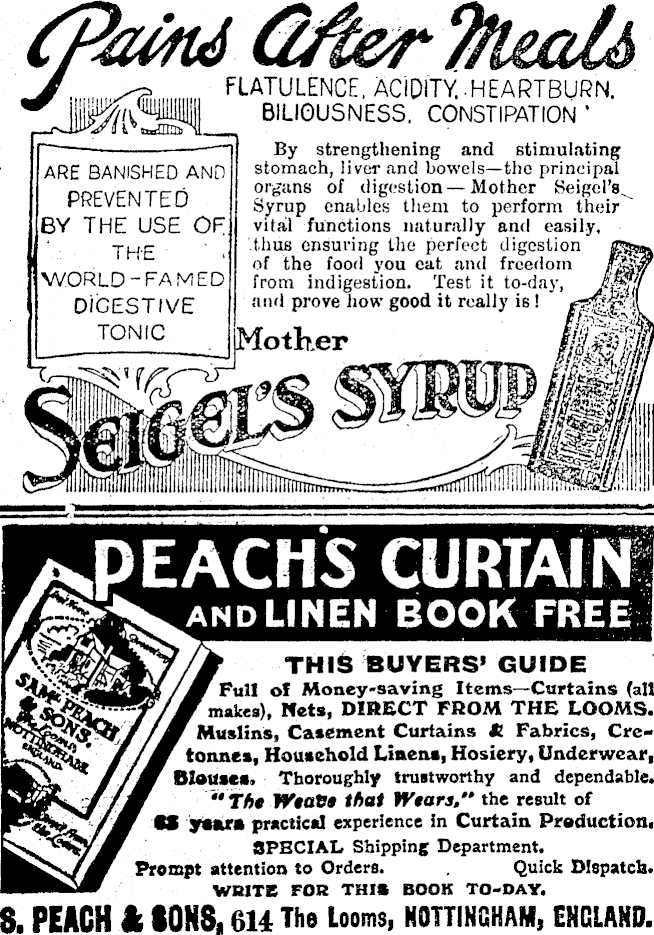 Pains After Meals
FLATULENCE, ACIDITY, HEARTBURN,
BILIOUSNESS, CONSTIPATION
ARE BANISHED AND
PREVENTED
BY THE USE OF
THE
WORLD-FAMED
DIGESTIVE
TONIC
By strengthening and stimulating
stomach, liver and bowels—the principal
organs of digestion—Mother Seigel's
Syrup enables them to perform their
vital functions naturally and easily,
thus ensuring the perfect digestion
of the food you eat and freedom
from indigestion. Test it to-day,
and prove how good it really is!
Mother
SEIGEL'S SYRUP
PEACH'S CURTAIN
AND LINEN BOOK FREE
SAML PEACH
& SONS,
The Looms
NOTTINGHAM,
ENGLAND
Direct from
the Looms
THIS BUYERS' GUIDE
Full of Money-saving Items—Curtains (all
makes), Nets, DIRECT FROM THE LOOMS.
Muslins, Casement Curtains & Fabrics, Cre-
tonnes, Household Linens, Hosiery, Underwear,
Blouses. Thoroughly trustworthy and dependable.
"The Weave that Wears," the result of
years practical experience in Curtain Production.
SPECIAL Shipping Department.
Prompt attention to Orders. Quick Dispatch.
WRITE FOR THIS BOOK TO-DAY.
S. PEACH & SONS, 614 The Looms, NOTTINGHAM, ENGLAND.